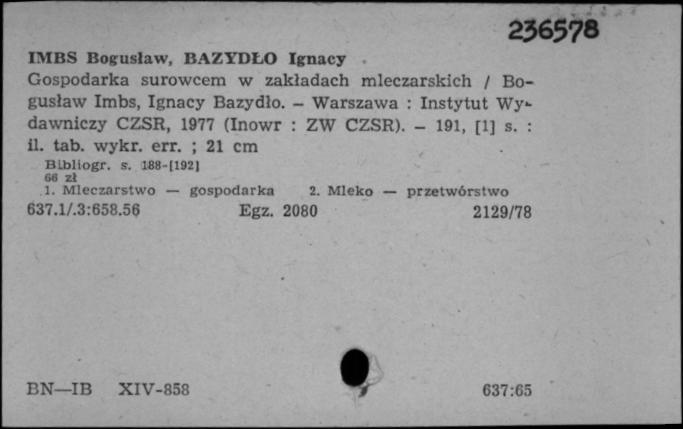 236578
IMBS Bogusław, BAZYDŁO Ignacy
Gospodarka surowcem w zakładach mleczarskich / Bo-
gusław Imbs, Ignacy Bazydło. – Warszawa : Instytut Wy-
dawniczy CZSR, 1977 (Inowr : ZW CZSR). – 191, [1] s. :
il. tab. wykr. err. ; 21 cm
Bibliogr. s. 188-[192]
66 zł
1. Mleczarstwo — gospodarka 2. Mleko — przetwórstwo
637.1/.3:658.56 Egz. 2080 2129/78
BN—IB XIV-858 637:65